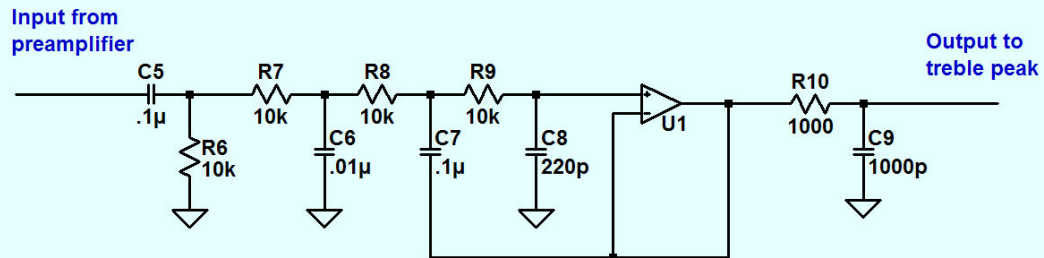 Input from
preamplifier
Output to
treble peak
C5
.1µ
R6
10k
R7
10k
C6
.01µ
R8
10k
C7
.1µ
R9
10k
C8
220p
+
−
U1
R10
1000
C9
1000p